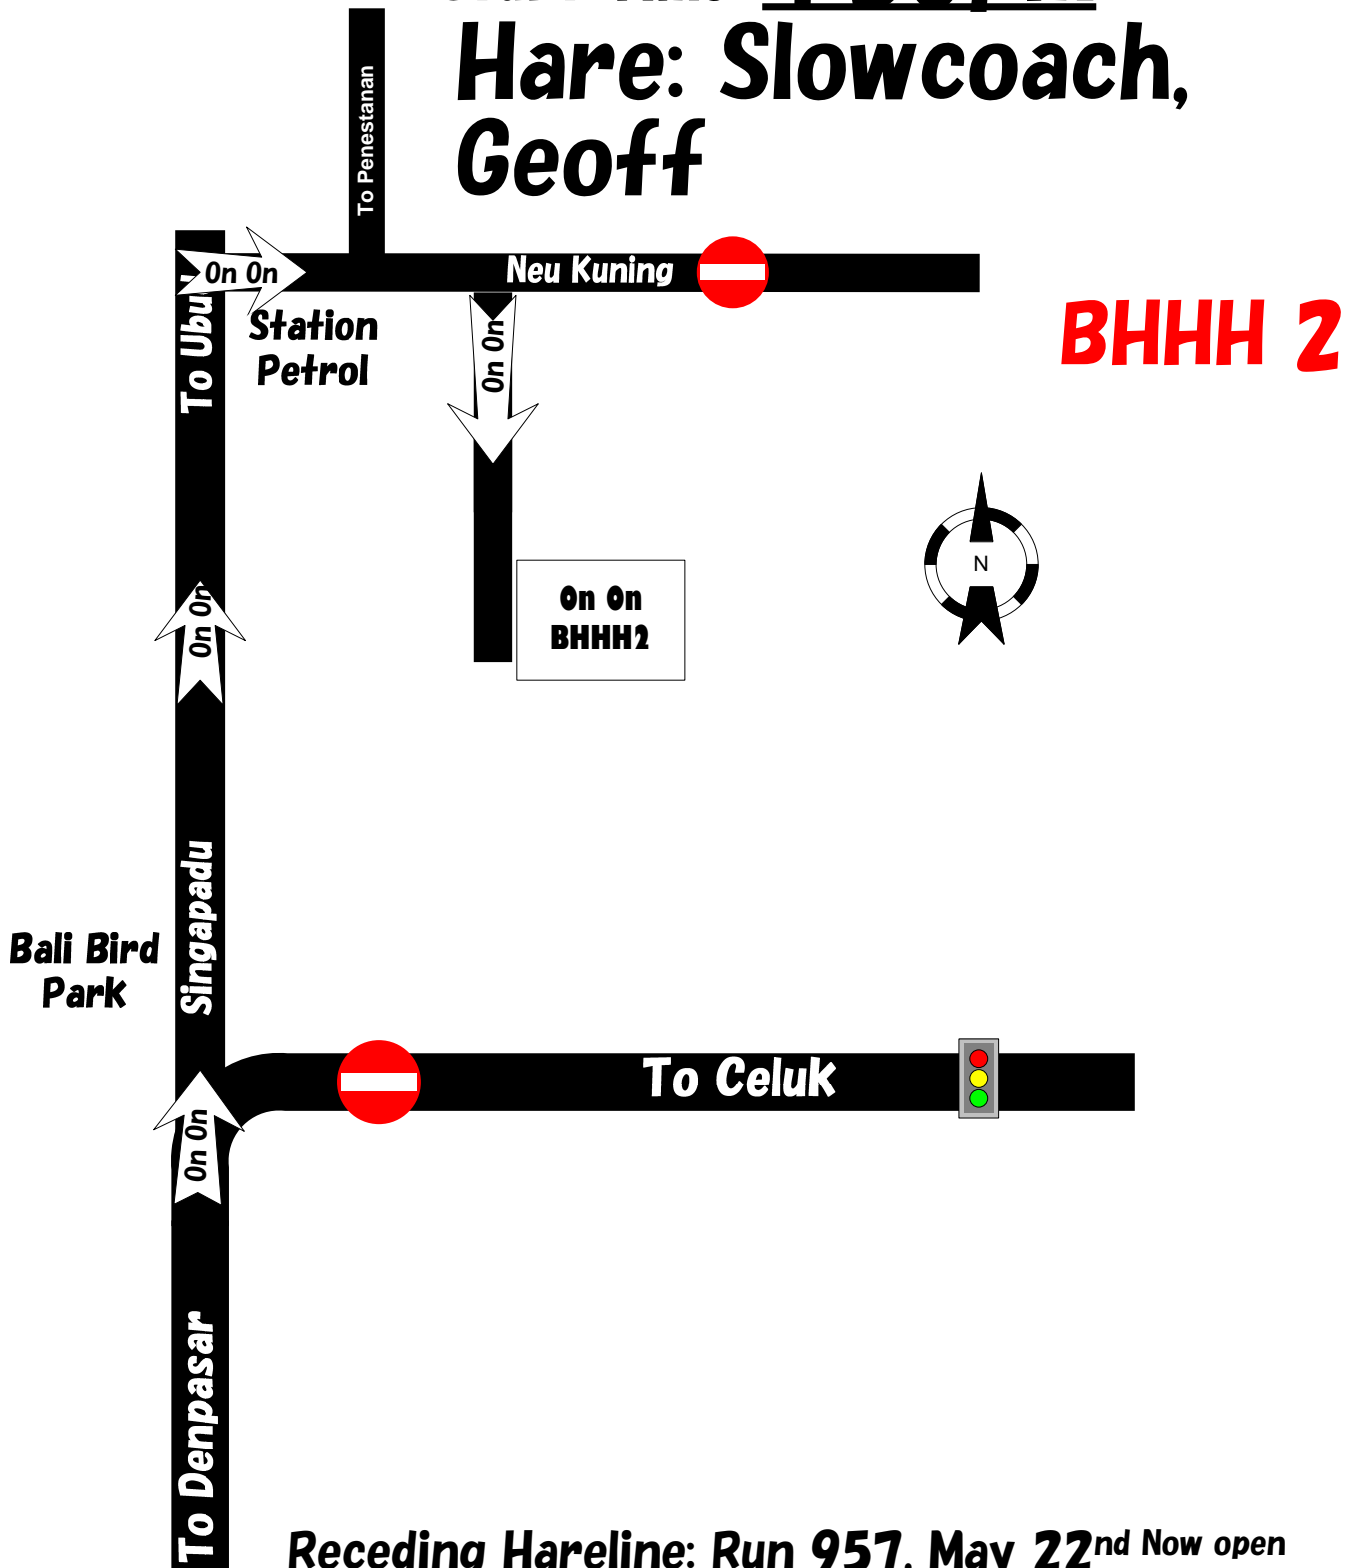 Hare: Slowcoach,
Geoff
To Penestanan
On On
Neu Kuning
To Ubu
Station
Petrol
On On
BHHH 2
N
On On
BHHH2
On On
Singapadu
Bali Bird
Park
To Celuk
On On
To Denpasar
Receding Hareline: Run 957, May 22nd Now open